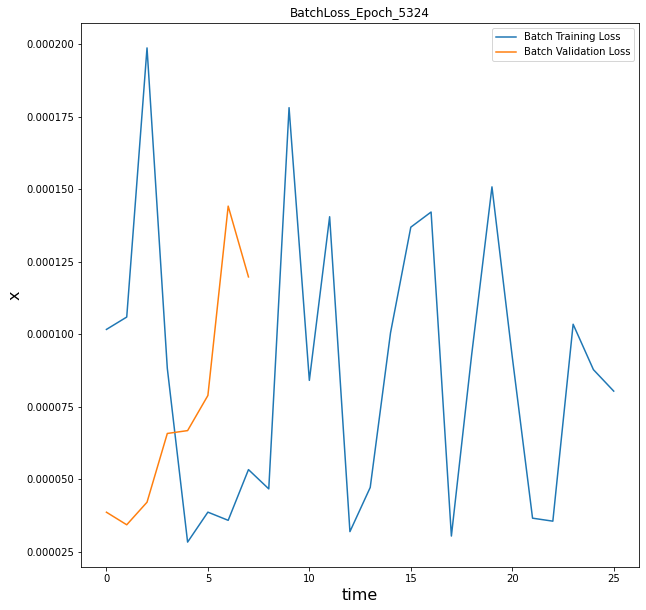 BatchLoss_Epoch_5324
Batch Training Loss
Batch Validation Loss
0.000200
0.000175
0.000150
0.000125
0.000100
0.000075
0.000050
0.000025
x
0 5 10 15 20 25
time